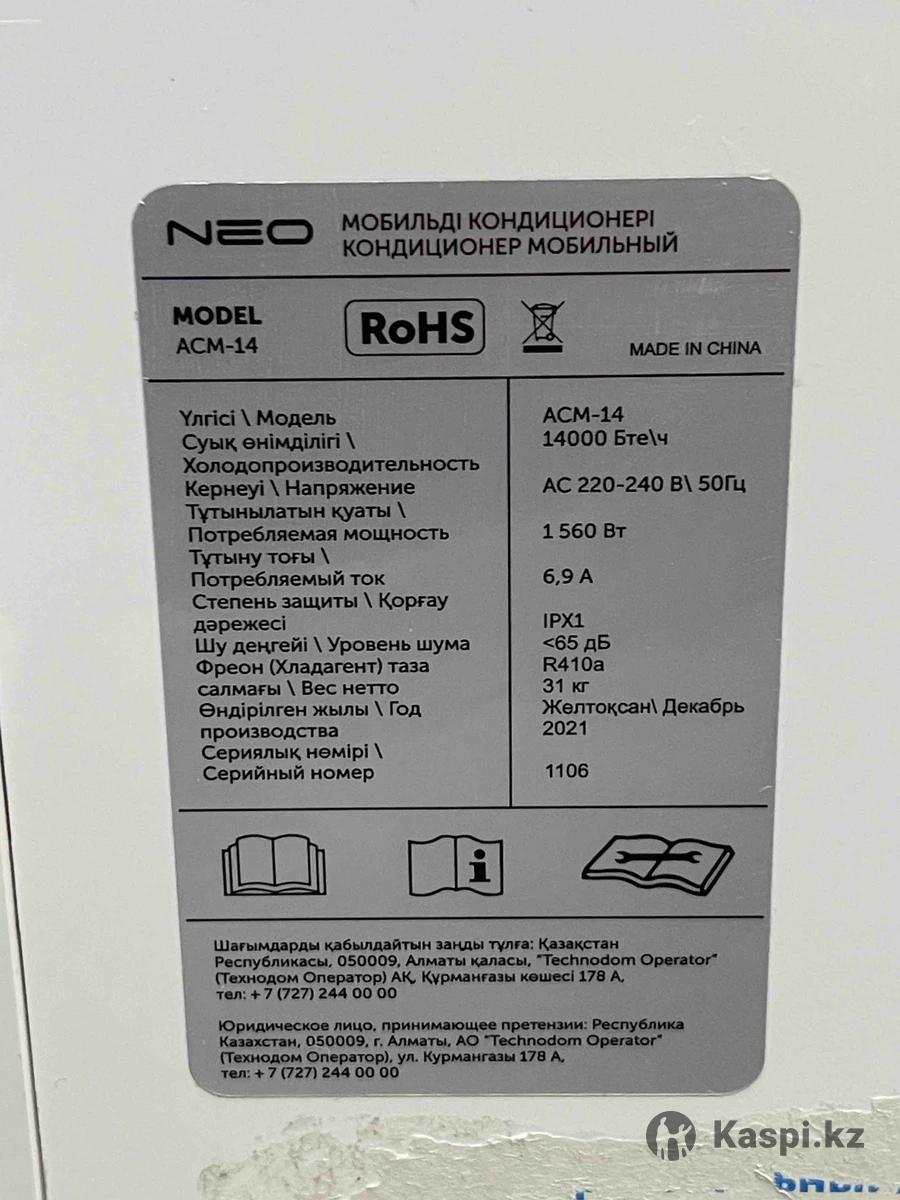 NEO
МОБИЛЬДІ КОНДИЦИОНЕРІ
КОНДИЦИОНЕР МОБИЛЬНЫЙ
MODEL
ACM-14
RoHS
MADE IN CHINA
Үлгісі \ Модель
ACM-14
Суық өнімділігі \
Холодопроизводительность
14000 Бте\ч
Кернеуі \ Напряжение
AC 220-240 В\ 50Гц
Тұтынылатын қуаты \
Потребляемая мощность
1 560 Вт
Тұтыну тоғы \
Потребляемый ток
6,9 А
Степень защиты \ Қорғау
дәрежесі
IPX1
Шу деңгейі \ Уровень шума
<65 дБ
Фреон (Хладагент) таза
R410a
салмағы \ Вес нетто
31 кг
Өндірілген жылы \ Год
производства
Желтоқсан\ Декабрь
2021
Сериялық нөмірі \
Серийный номер
1106
i
Шағымдарды қабылдайтын заңды тұлға: Қазақстан
Республикасы, 050009, Алматы қаласы, "Technodom Operator"
(Технодом Оператор) АҚ, Құрманғазы көшесі 178 А,
тел: + 7 (727) 244 00 00
Юридическое лицо, принимающее претензии: Республика
Казахстан, 050009, г. Алматы, АО "Technodom Operator"
(Технодом Оператор), ул. Курмангазы 178 А,
тел: + 7 (727) 244 00 00
Kaspi.kz